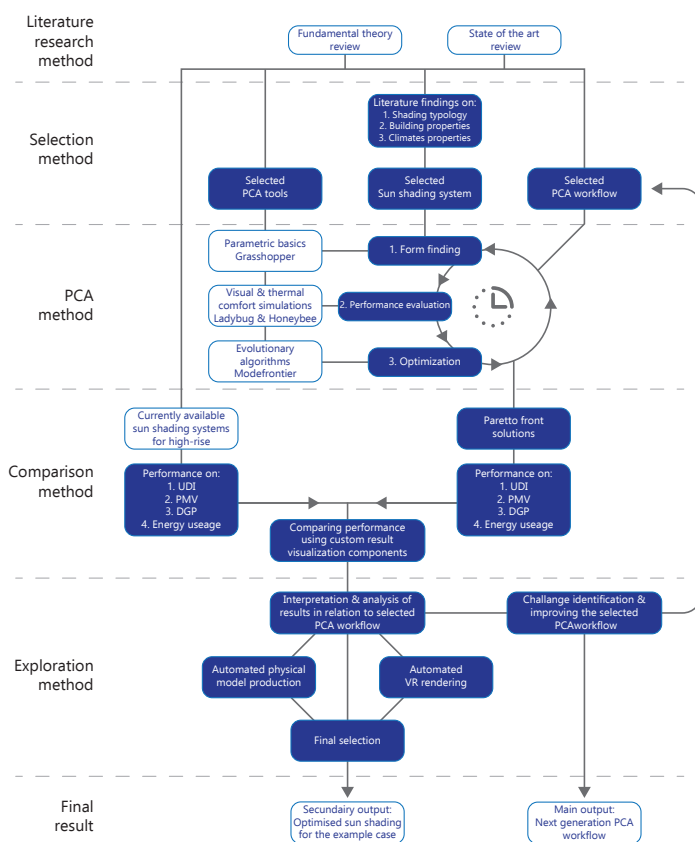 Literature
research method
Fundamental theory
review
State of the art
review
Selection
method
Literature findings on:
1. Shading typology
2. Building properties
3. Climates properties
Selected
PCA tools
Selected
Sun shading system
Selected
PCA workflow
PCA
method
Parametric basics
Grasshopper
1. Form finding
Visual & thermal
comfort simulations
Ladybug & Honeybee
2. Performance evaluation
Evolutionary
algorithms
Modefrontier
3. Optimization
Comparison
method
Currently available
sun shading systems
for high-rise
Paretto front
solutions
Performance on:
1. UDI
2. PMV
3. DGP
4. Energy useage
Performance on:
1. UDI
2. PMV
3. DGP
4. Energy useage
Comparing performance
using custom result
visualization components
Exploration
method
Interpretation & analysis of
results in relation to selected
PCA workflow
Challange identification &
improving the selected
PCAworkflow
Automated physical
model production
Automated
VR rendering
Final selection
Final
result
Secundairy output:
Optimised sun shading
for the example case
Main output:
Next generation PCA
workflow